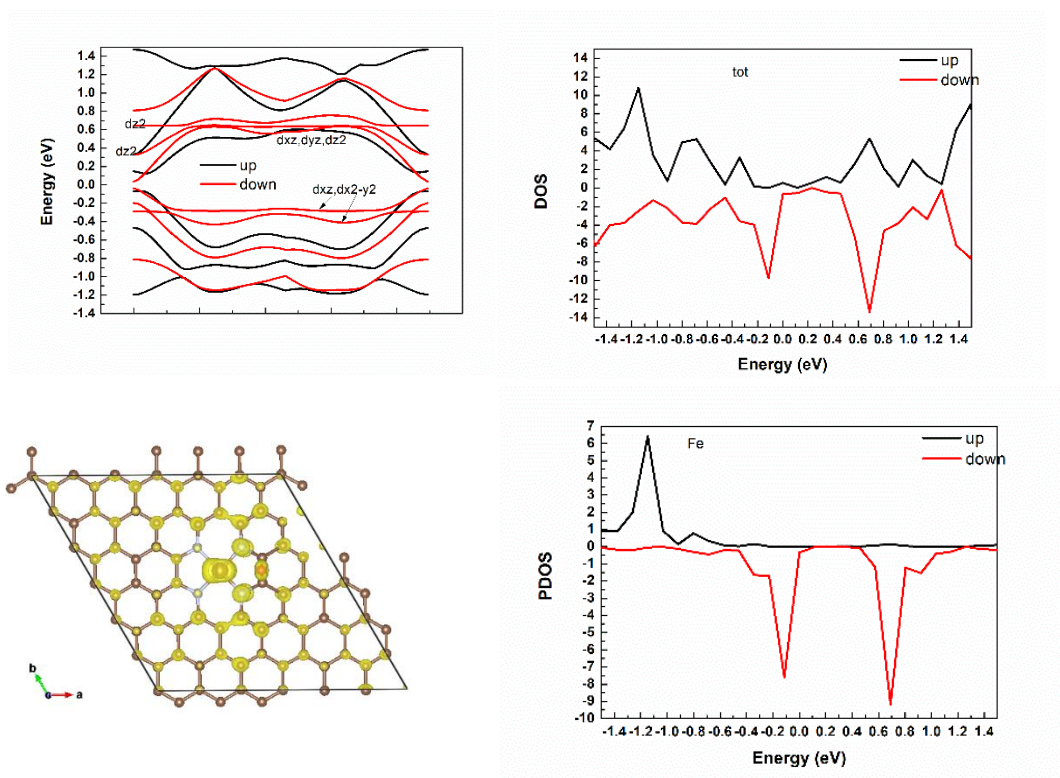 1.4
1.2
1.0
0.8
0.6
0.4
0.2
0.0
-0.2
-0.4
-0.6
-0.8
-1.0
-1.2
-1.4
Energy (eV)
dz2
dz2
dxz,dyz,dz2
up
down
dxz,dx2-y2
14
12
10
8
6
4
2
0
-2
-4
-6
-8
-10
-12
-14
DOS
tot
up
down
-1.4 -1.2 -1.0 -0.8 -0.6 -0.4 -0.2 0.0 0.2 0.4 0.6 0.8 1.0 1.2 1.4
Energy (eV)
b
c a
7
6
5
4
3
2
1
0
-1
-2
-3
-4
-5
-6
-7
-8
-9
-10
PDOS
Fe
up
down
-1.4 -1.2 -1.0 -0.8 -0.6 -0.4 -0.2 0.0 0.2 0.4 0.6 0.8 1.0 1.2 1.4
Energy (eV)